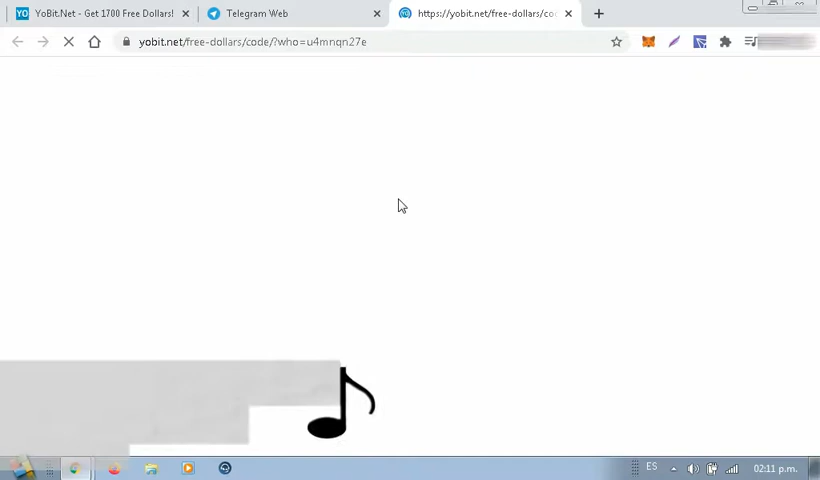 YoBit.Net - Get 1700 Free Dollars!
Telegram Web
https://yobit.net/free-dollars/co
yobit.net/free-dollars/code/?who=u4mnqn27e
ES
02:11 p.m.